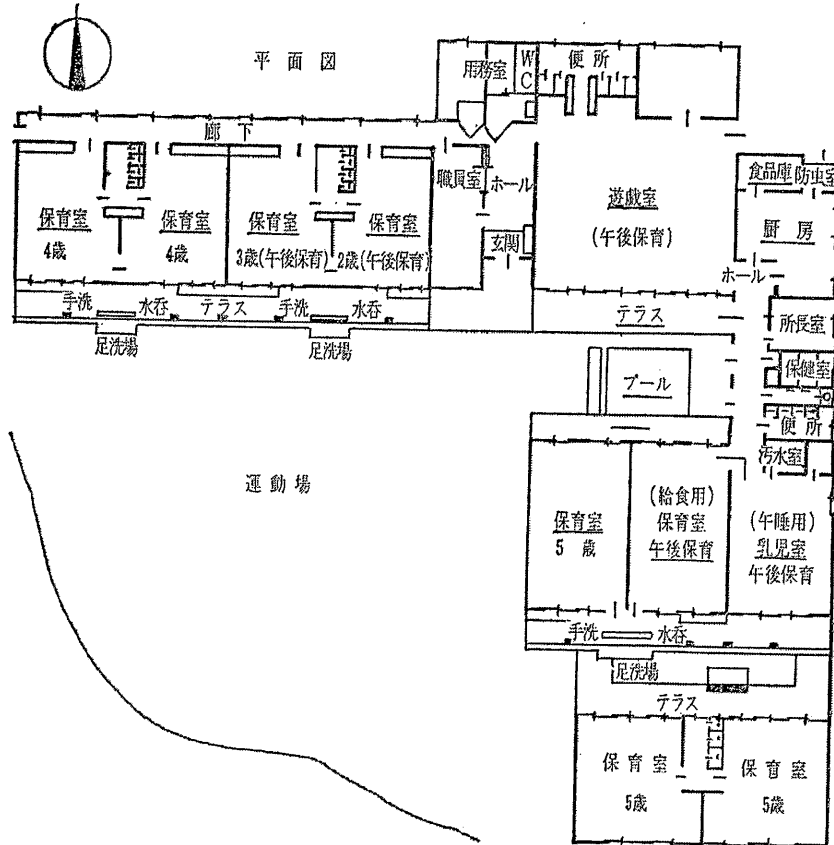 平面図
用務室
WC
便所
廊下
職員室
ホール
保育室
4歳
保育室
4歳
保育室
3歳(午後保育)
保育室
2歳(午後保育)
玄関
遊戯室
(午後保育)
食品庫
防虫室
厨房
ホール
手洗
水呑
テラス
手洗
水呑
足洗場
足洗場
テラス
所長室
保健室
プール
便所
汚水室
運動場
保育室
5歳
(給食用)
保育室
午後保育
(午睡用)
乳児室
午後保育
手洗
水呑
足洗場
テラス
保育室
5歳
保育室
5歳